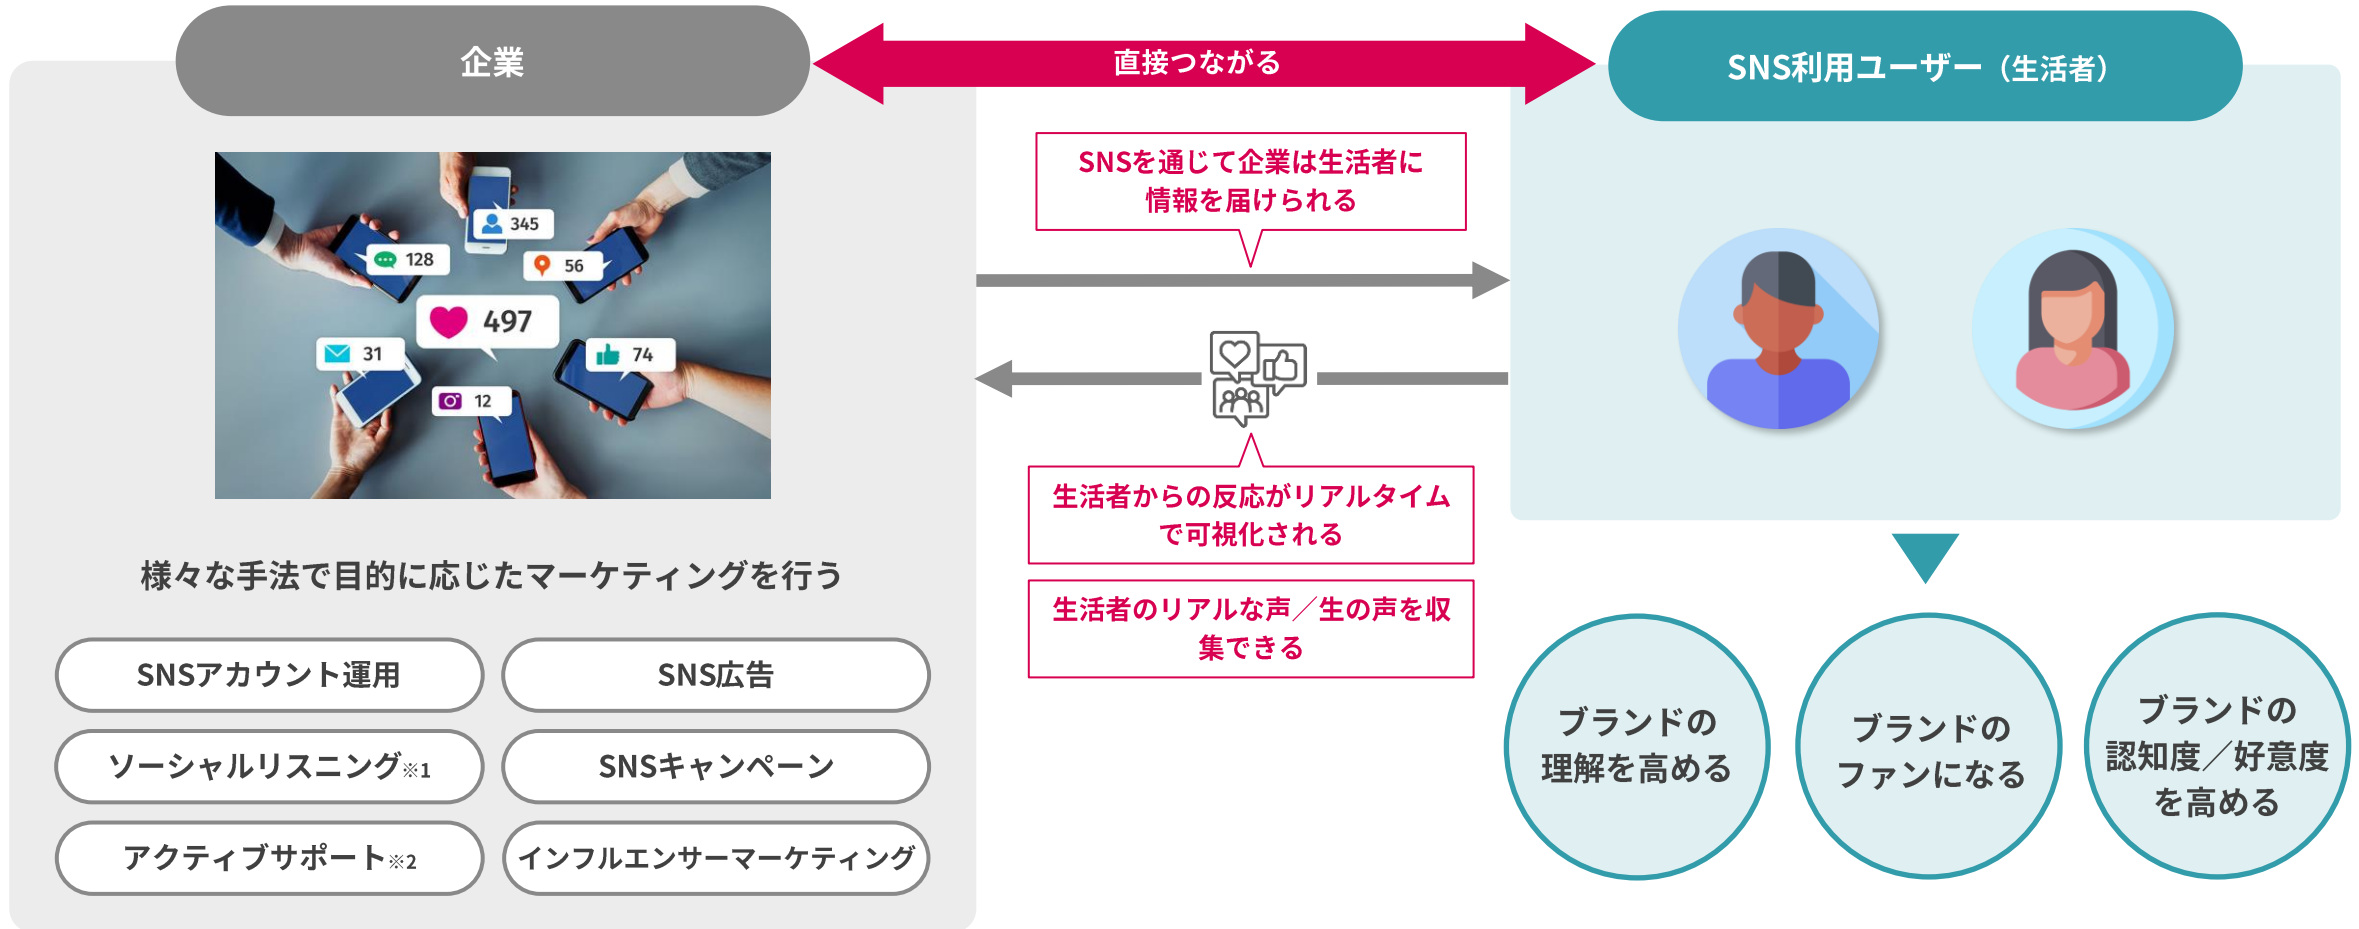 企業
直接つながる
SNS利用ユーザー（生活者）
345
128
56
497
31
74
12
SNSを通じて企業は生活者に
情報を届けられる
生活者からの反応がリアルタイム
で可視化される
生活者のリアルな声／生の声を収
集できる
様々な手法で目的に応じたマーケティングを行う
SNSアカウント運用
SNS広告
ソーシャルリスニング※1
SNSキャンペーン
アクティブサポート※2
インフルエンサーマーケティング
ブランドの
理解を高める
ブランドの
ファンになる
ブランドの
認知度／好意度
を高める